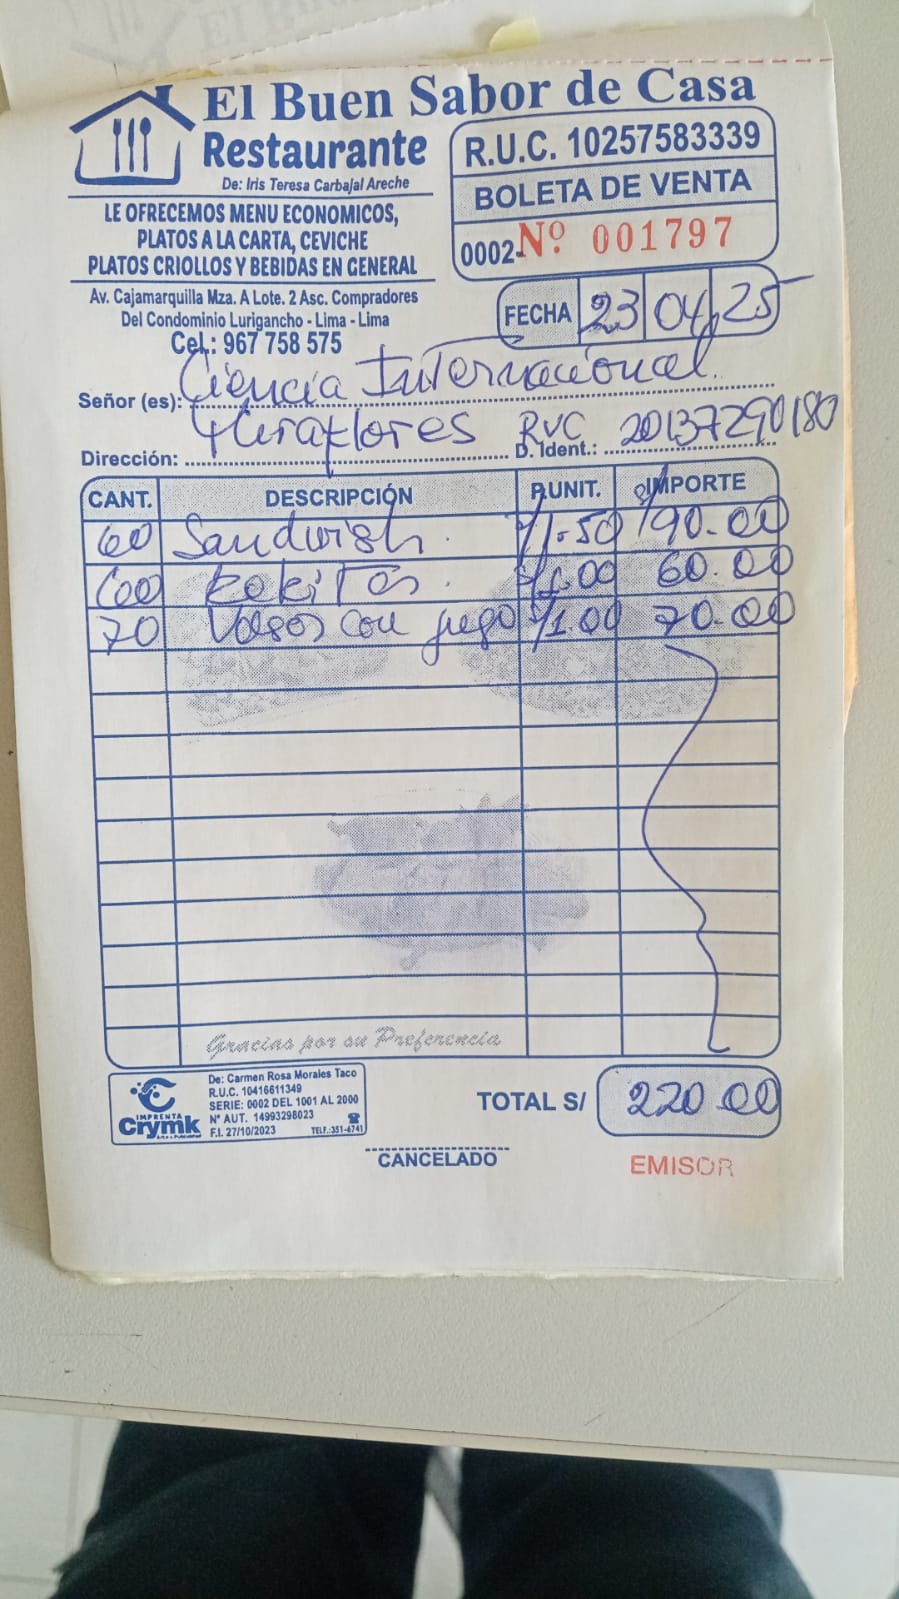 El Buen Sabor de Casa
Restaurante
De: Iris Teresa Carbajal Areche
LE OFRECEMOS MENU ECONOMICOS,
PLATOS A LA CARTA, CEVICHE
PLATOS CRIOLLOS Y BEBIDAS EN GENERAL
Av. Cajamarquilla Mza. A Lote. 2 Asc. Compradores
Del Condominio Lurigancho - Lima - Lima
Cel.: 967 758 575
R.U.C. 10257583339
BOLETA DE VENTA
0002-Nº 001797
FECHA 23 04 25
Señor (es): Ciencia Internacional.
Dirección: Miraflores D. Ident.: RUC 20137290180
CANT. DESCRIPCIÓN P.UNIT. IMPORTE
60 Sandwish. S/1.50 90.00
60 kekitos. S/1.00 60.00
70 Vasos con jugo S/1.00 70.00
Gracias por su Preferencia
IMPRENTA
Crymk
De: Carmen Rosa Morales Taco
R.U.C. 10416611349
SERIE: 0002 DEL 1001 AL 2000
Nº AUT. 14993298023
F.I. 27/10/2023 TELF.:351-6741
TOTAL S/ 220.00
CANCELADO
EMISOR